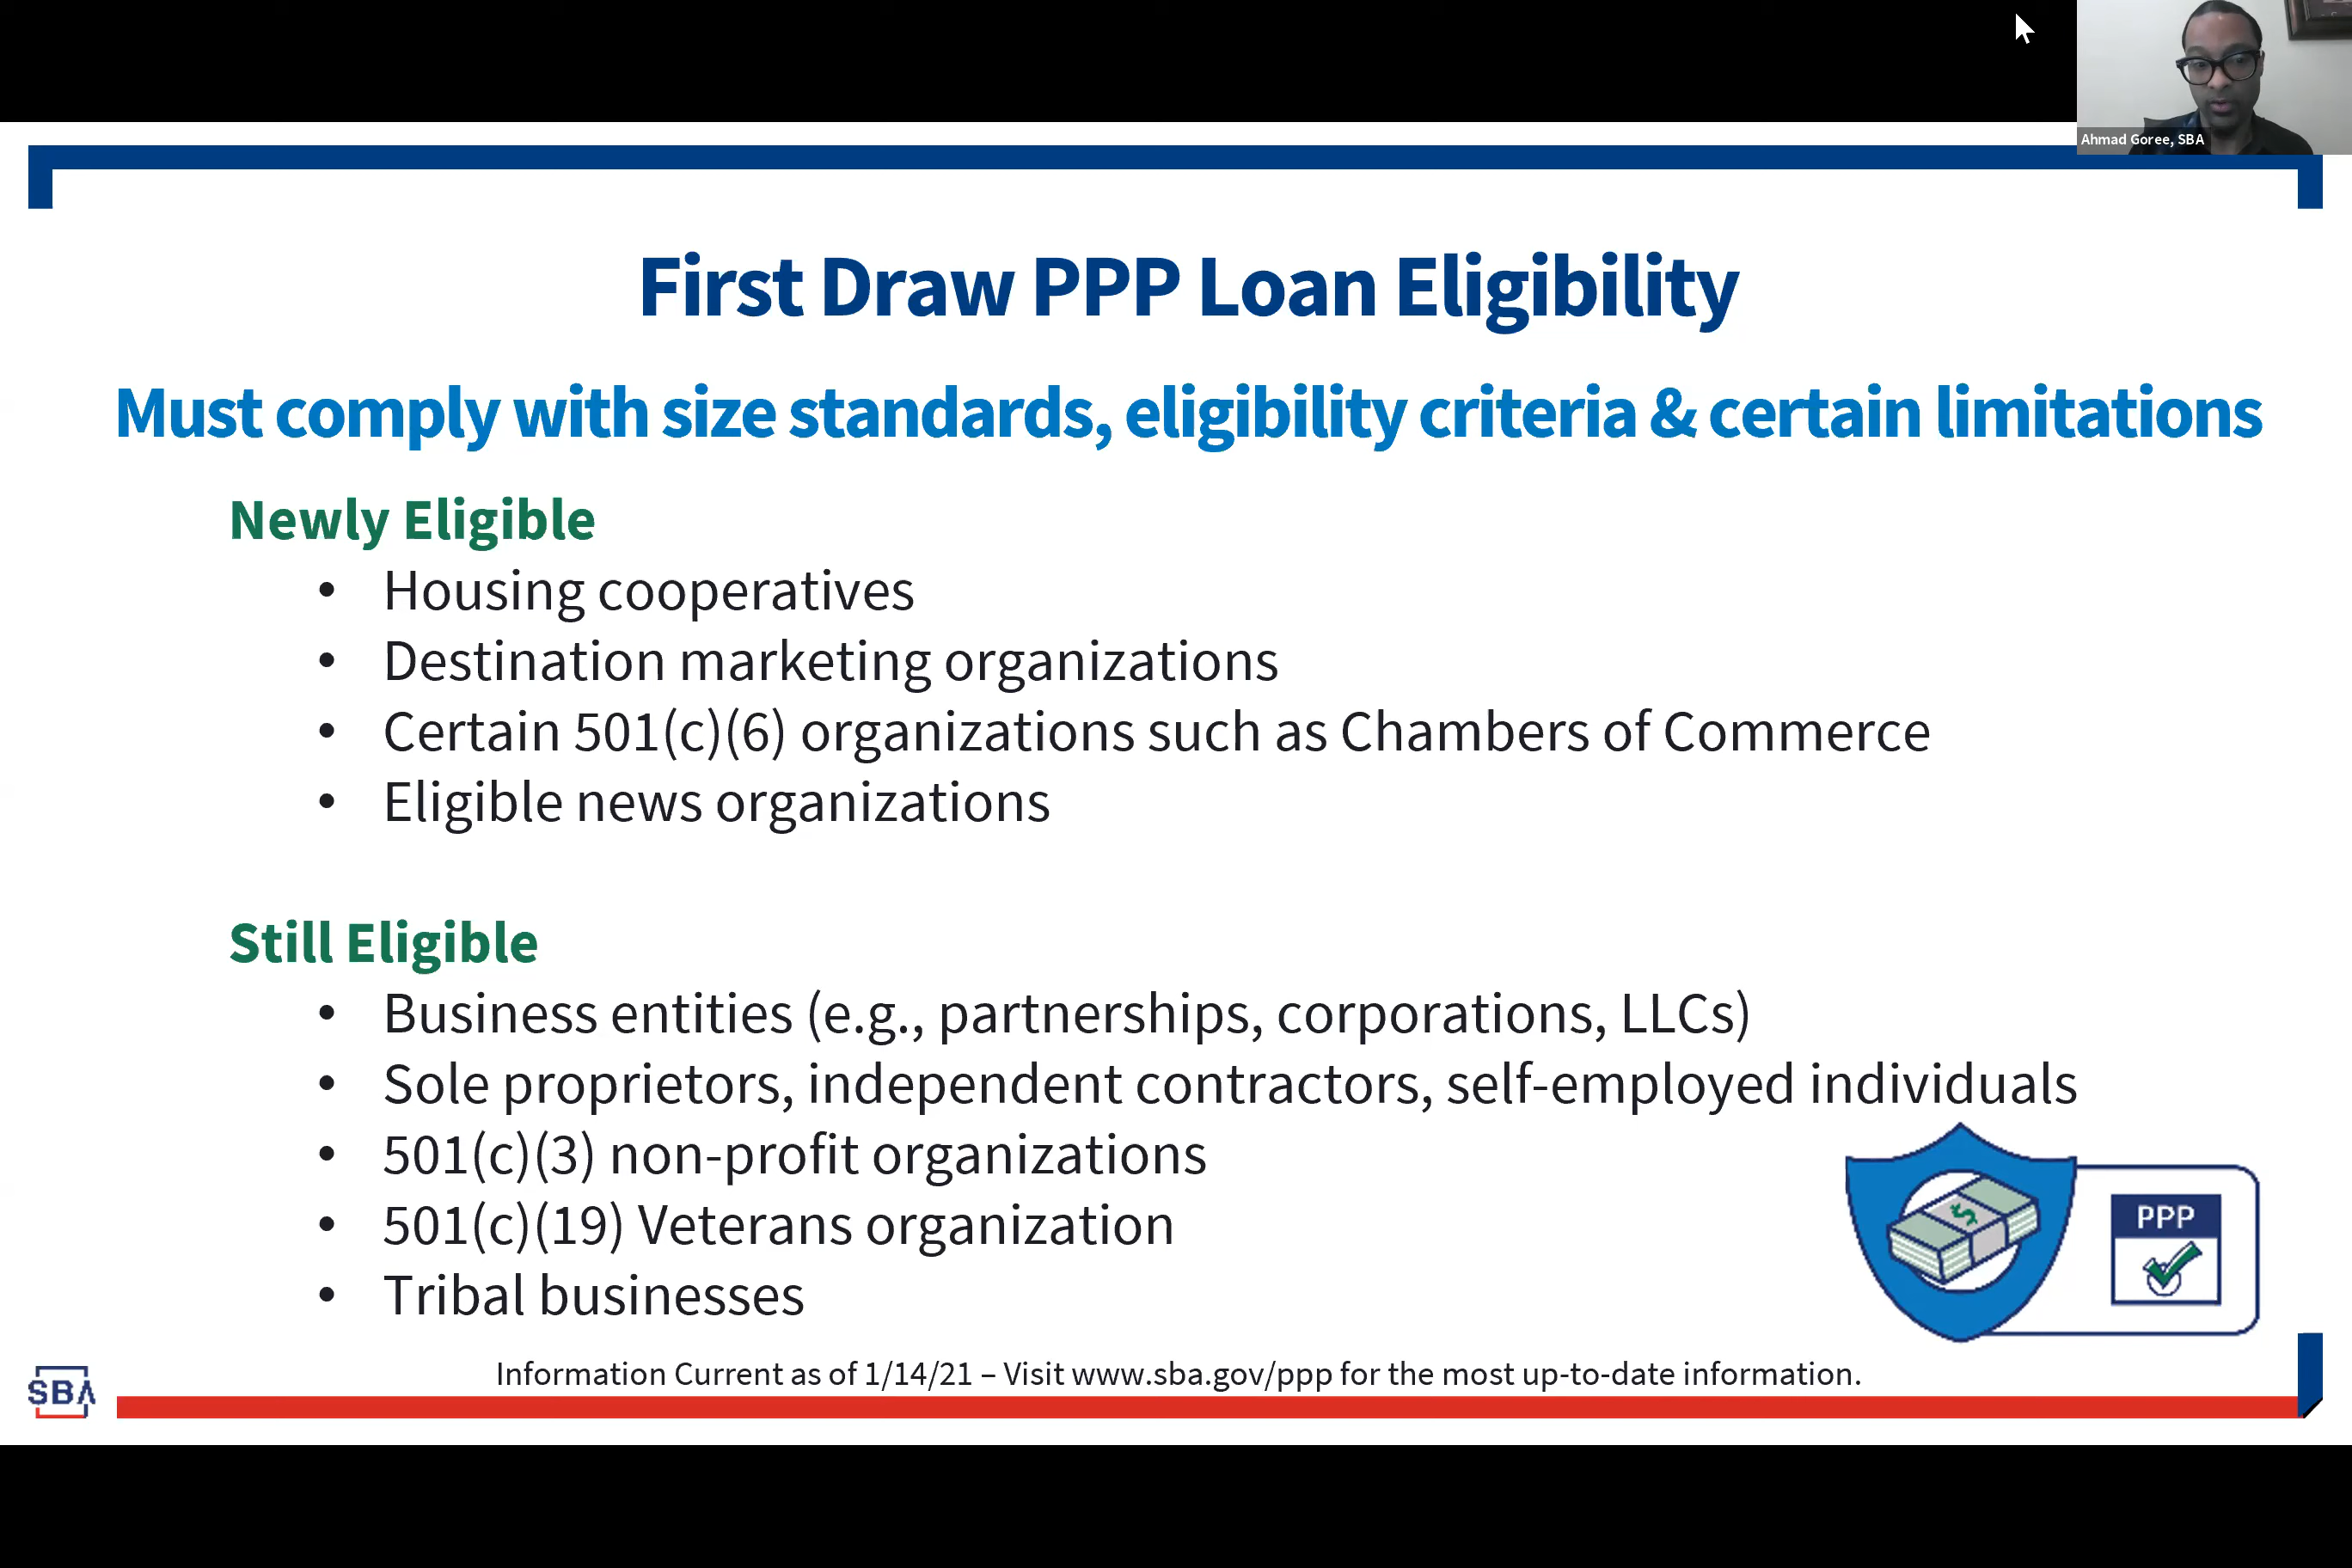 Ahmad Goree, SBA
First Draw PPP Loan Eligibility
Must comply with size standards, eligibility criteria & certain limitations
Newly Eligible
• Housing cooperatives
• Destination marketing organizations
• Certain 501(c)(6) organizations such as Chambers of Commerce
• Eligible news organizations
Still Eligible
• Business entities (e.g., partnerships, corporations, LLCs)
• Sole proprietors, independent contractors, self-employed individuals
• 501(c)(3) non-profit organizations
• 501(c)(19) Veterans organization
• Tribal businesses
$
PPP
Information Current as of 1/14/21 – Visit www.sba.gov/ppp for the most up-to-date information.
SBA